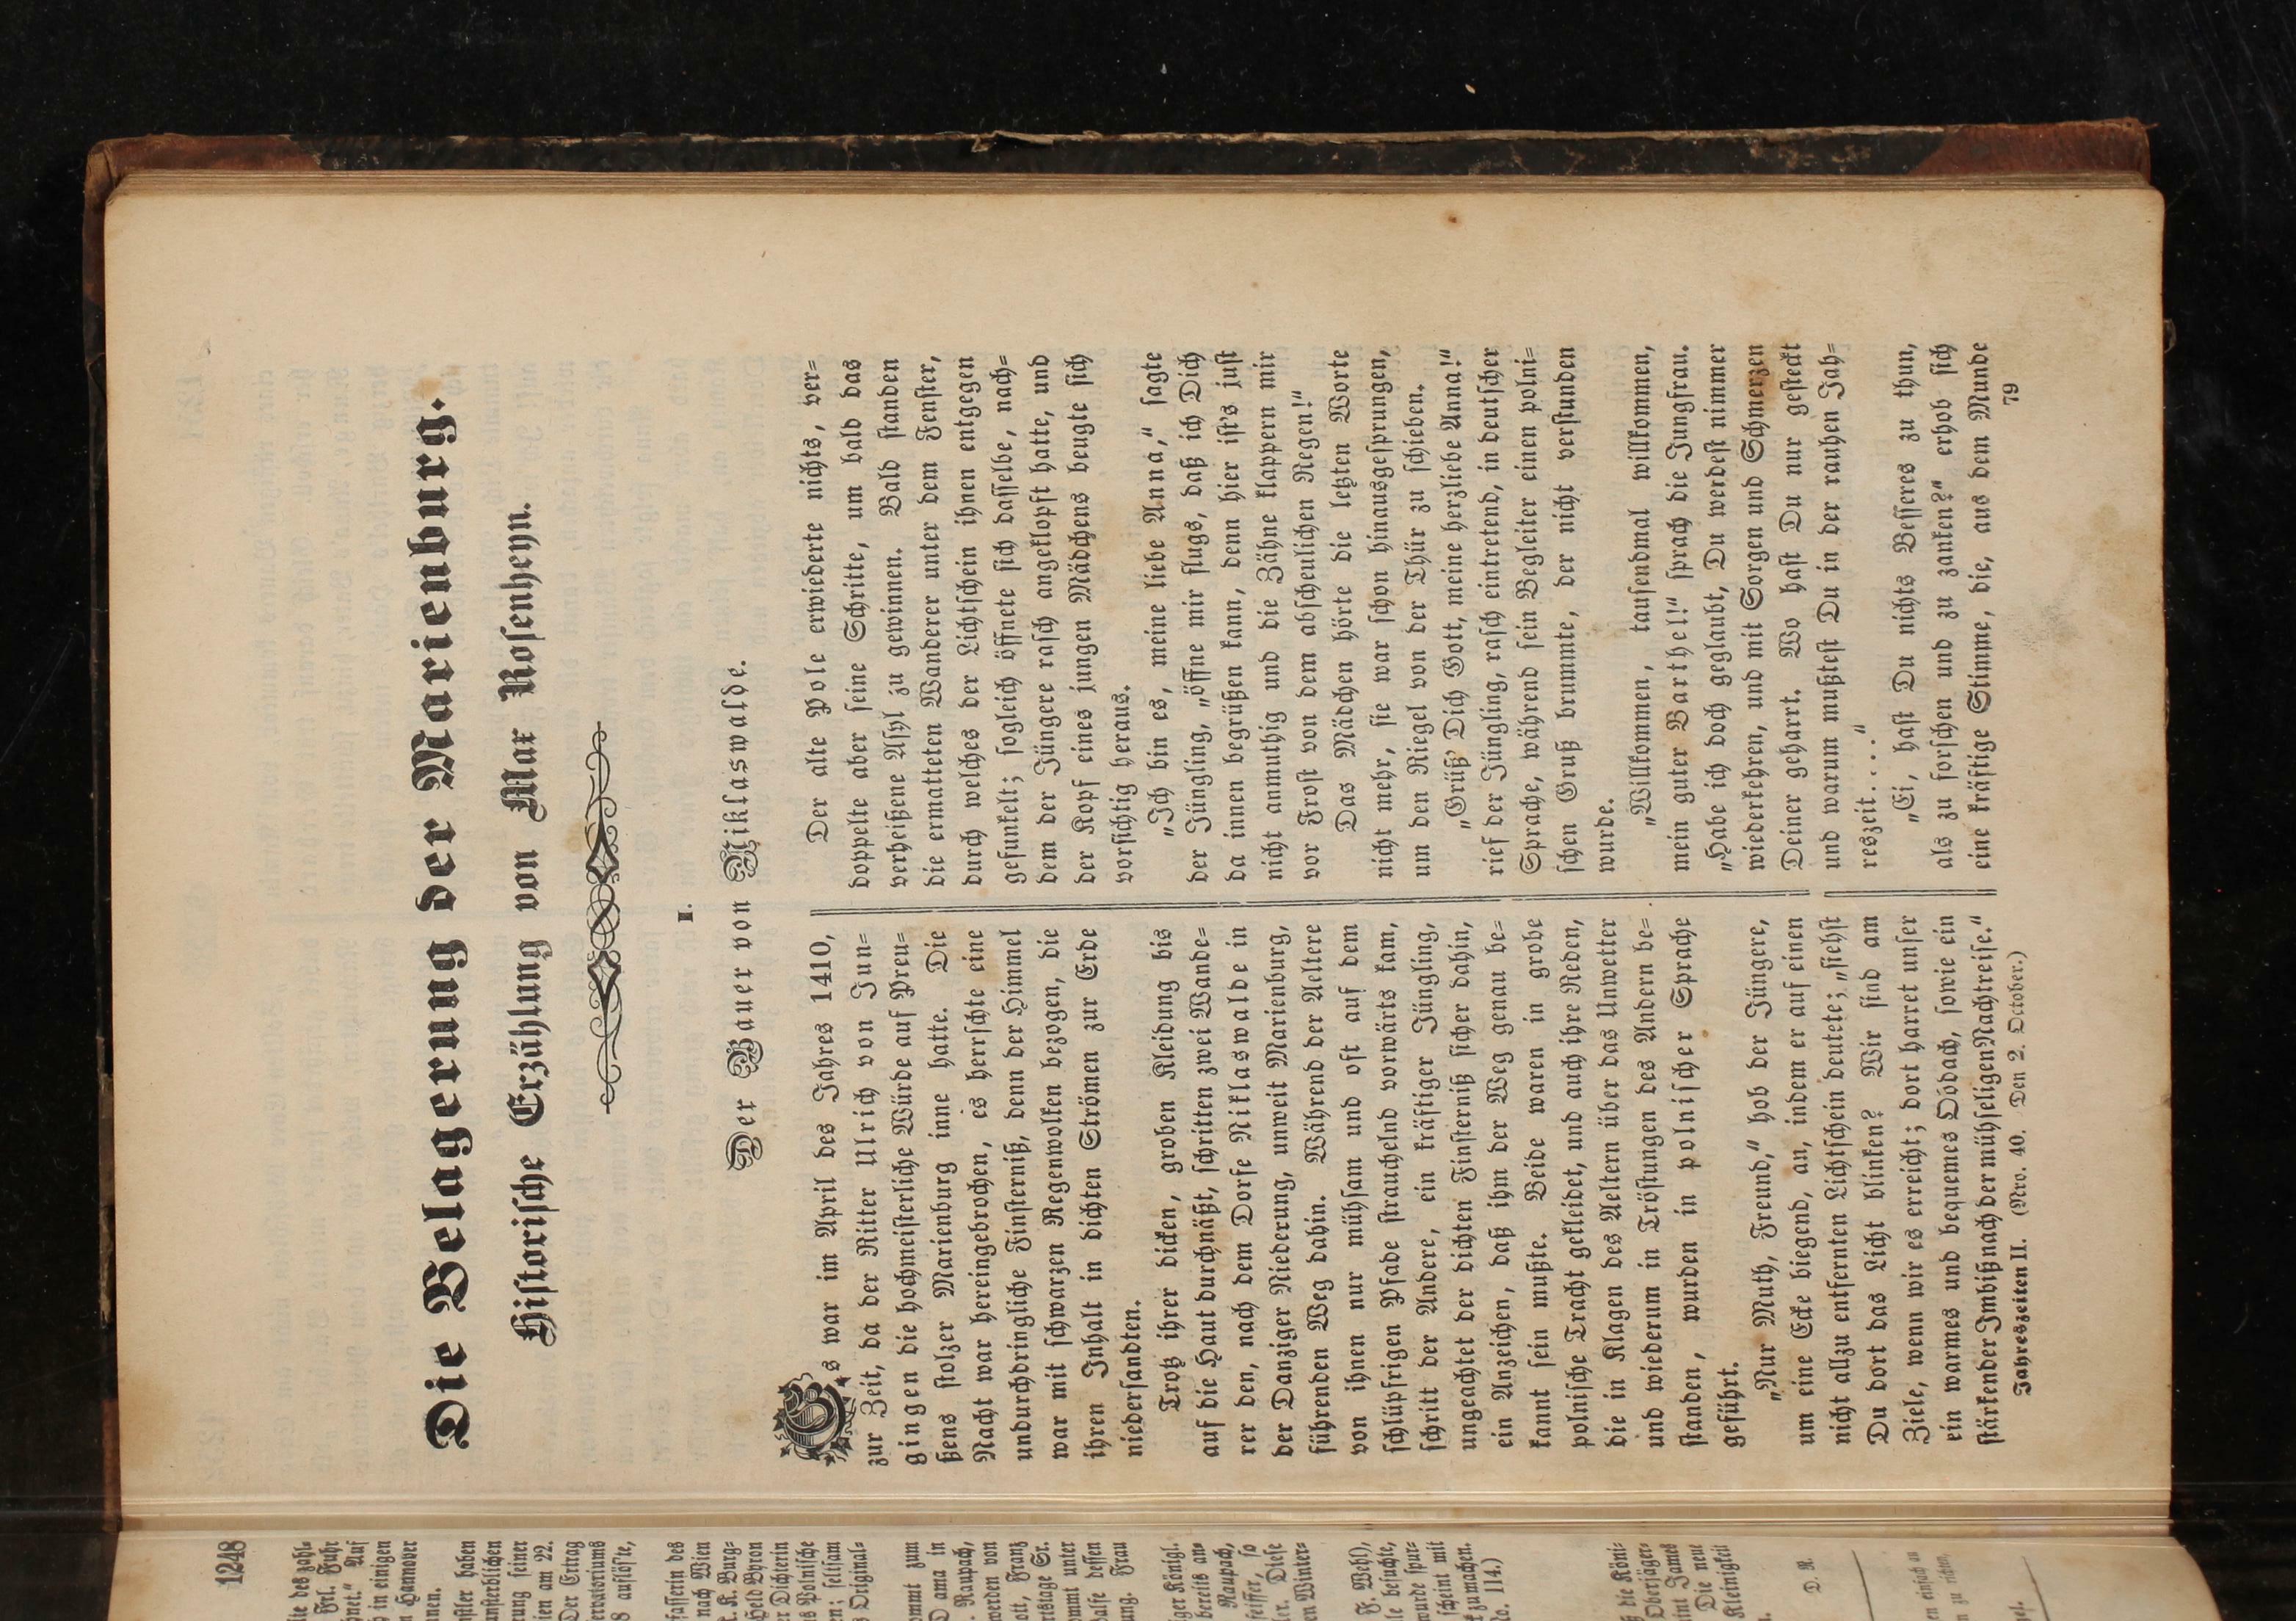 Die Belagerung der Marienburg.
Historische Erzählung von Max Rosenheyn.
I.
Der Bauer von Niklaswalde.
Es war im April des Jahres 1410,
zur Zeit, da der Ritter Ulrich von Jun-
gingen die hochmeisterliche Würde auf Preu-
ßens stolzer Marienburg inne hatte. Die
Nacht war hereingebrochen, es herrschte eine
undurchdringliche Finsterniß, denn der Himmel
war mit schwarzen Regenwolken bezogen, die
ihren Inhalt in dichten Strömen zur Erde
niedersandten.
Trotz ihrer dicken, groben Kleidung bis
auf die Haut durchnäßt, schritten zwei Wande-
rer den, nach dem Dorfe Niklaswalde in
der Danziger Niederung, unweit Marienburg,
führenden Weg dahin. Während der Aeltere
von ihnen nur mühsam und oft auf dem
schlüpfrigen Pfade strauchelnd vorwärts kam,
schritt der Andere, ein kräftiger Jüngling,
ungeachtet der dichten Finsterniß sicher dahin,
ein Anzeichen, daß ihm der Weg genau be-
kannt sein mußte. Beide waren in grobe
polnische Tracht gekleidet, und auch ihre Reden,
die in Klagen des Aeltern über das Unwetter
und wiederum in Tröstungen des Andern be-
standen, wurden in polnischer Sprache
geführt.
„Nur Muth, Freund,“ hob der Jüngere,
um eine Ecke biegend, an, indem er auf einen
nicht allzu entfernten Lichtschein deutete; „siehst
Du dort das Licht blinken? Wir sind am
Ziele, wenn wir es erreicht; dort harret unser
ein warmes und bequemes Obdach, sowie ein
stärkender Imbiß nach der mühseligen Nachtreise.“
Jahreszeiten II. (Nro. 40. Den 2. October.)
Der alte Pole erwiederte nichts, ver-
doppelte aber seine Schritte, um bald das
verheißene Asyl zu gewinnen. Bald standen
die ermatteten Wanderer unter dem Fenster,
durch welches der Lichtschein ihnen entgegen
gefunkelt; sogleich öffnete sich dasselbe, nach-
dem der Jüngere rasch angeklopft hatte, und
der Kopf eines jungen Mädchens beugte sich
vorsichtig heraus.
„Ich bin es, meine liebe Anna,“ sagte
der Jüngling, „öffne mir flugs, daß ich Dich
da innen begrüßen kann, denn hier ist's just
nicht anmuthig und die Zähne klappern mir
vor Frost von dem abscheulichen Regen!“
Das Mädchen hörte die letzten Worte
nicht mehr, sie war schon hinausgesprungen,
um den Riegel von der Thür zu schieben.
„Grüß' Dich Gott, meine herzliebe Anna!“
rief der Jüngling, rasch eintretend, in deutscher
Sprache, während sein Begleiter einen polni-
schen Gruß brummte, der nicht verstunden
wurde.
„Willkommen, tausendmal willkommen,
mein guter Barthel!“ sprach die Jungfrau.
„Habe ich doch geglaubt, Du werdest nimmer
wiederkehren, und mit Sorgen und Schmerzen
Deiner geharrt. Wo hast Du nur gesteckt
und warum mußtest Du in der rauhen Jah-
reszeit....“
„Ei, hast Du nichts Besseres zu thun,
als zu forschen und zu zanken?“ erhob sich
eine kräftige Stimme, die, aus dem Munde
79
1248